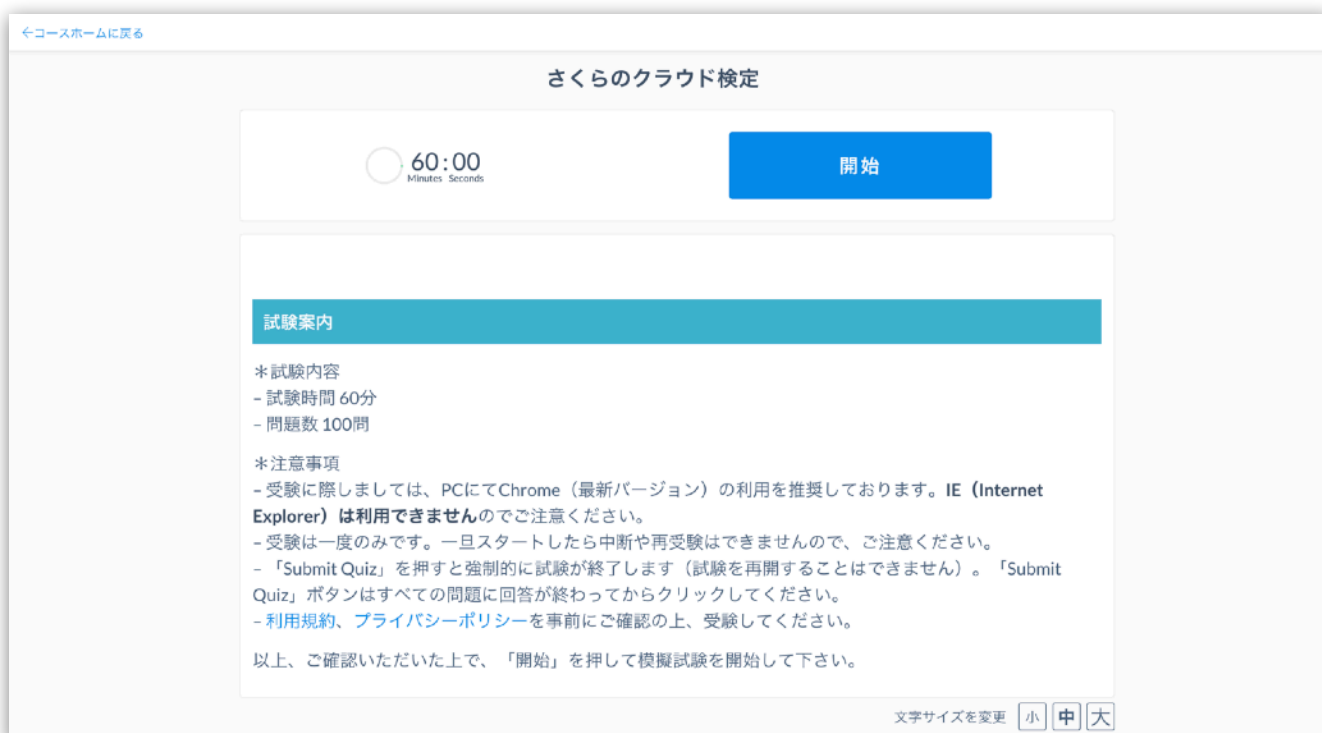 ←コースホームに戻る
さくらのクラウド検定
60:00
Minutes Seconds
開始
試験案内
＊試験内容
– 試験時間 60分
– 問題数 100問
＊注意事項
– 受験に際しましては、PCにてChrome（最新バージョン）の利用を推奨しております。IE（Internet
Explorer）は利用できませんのでご注意ください。
– 受験は一度のみです。一旦スタートしたら中断や再受験はできませんので、ご注意ください。
– 「Submit Quiz」を押すと強制的に試験が終了します（試験を再開することはできません）。「Submit
Quiz」ボタンはすべての問題に回答が終わってからクリックしてください。
– 利用規約、プライバシーポリシーを事前にご確認の上、受験してください。
以上、ご確認いただいた上で、「開始」を押して模擬試験を開始して下さい。
文字サイズを変更 小 中 大